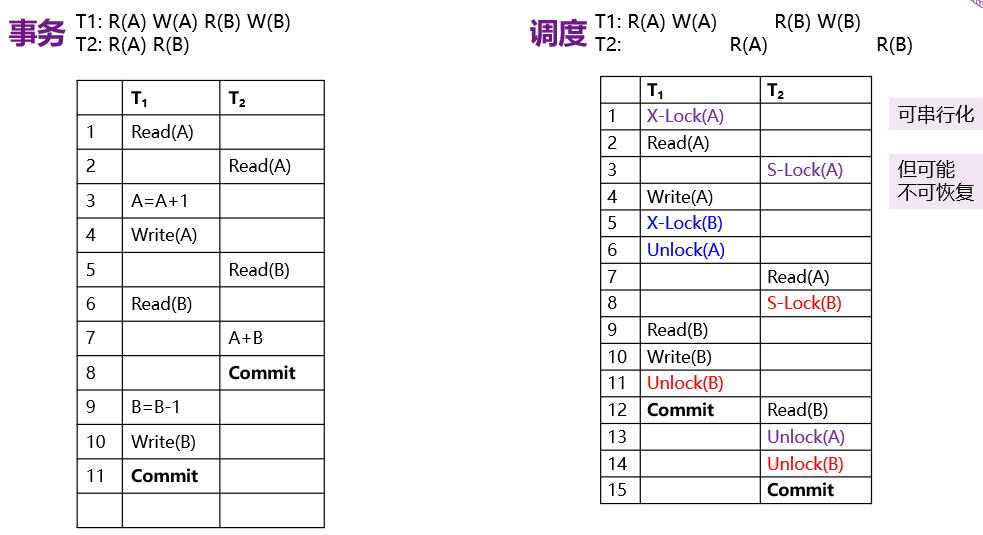 事务
T1: R(A) W(A) R(B) W(B)
T2: R(A) R(B)
T₁ T₂
1 Read(A)
2 Read(A)
3 A=A+1
4 Write(A)
5 Read(B)
6 Read(B)
7 A+B
8 Commit
9 B=B-1
10 Write(B)
11 Commit
调度
T1: R(A) W(A) R(B) W(B)
T2: R(A) R(B)
T₁ T₂
1 X-Lock(A)
2 Read(A)
3 S-Lock(A)
4 Write(A)
5 X-Lock(B)
6 Unlock(A)
7 Read(A)
8 S-Lock(B)
9 Read(B)
10 Write(B)
11 Unlock(B)
12 Commit Read(B)
13 Unlock(A)
14 Unlock(B)
15 Commit
可串行化
但可能
不可恢复